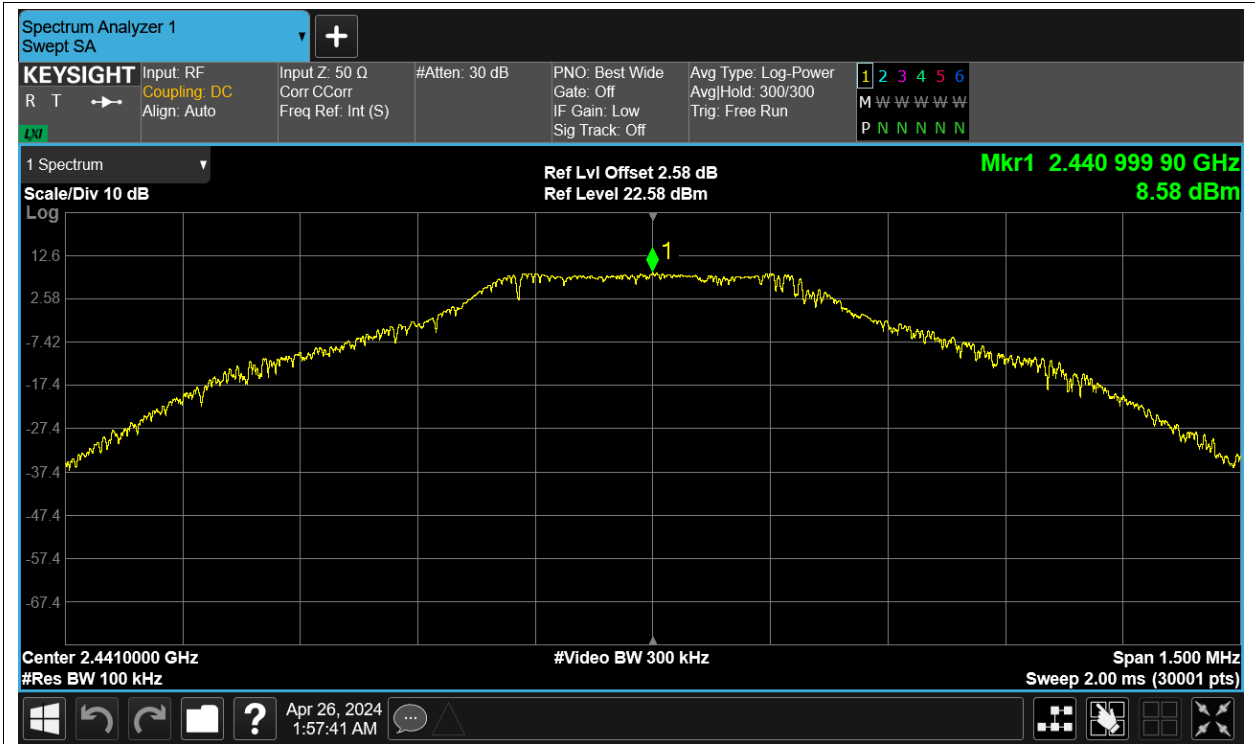 Spectrum Analyzer 1
Swept SA
KEYSIGHT
R T
LXI
Input: RF
Coupling: DC
Align: Auto
Input Z: 50 Ω
Corr CCorr
Freq Ref: Int (S)
#Atten: 30 dB
PNO: Best Wide
Gate: Off
IF Gain: Low
Sig Track: Off
Avg Type: Log-Power
Avg|Hold: 300/300
Trig: Free Run
1 2 3 4 5 6
M W W W W W
P N N N N N
1 Spectrum
Scale/Div 10 dB
Log
Ref Lvl Offset 2.58 dB
Ref Level 22.58 dBm
Mkr1 2.440 999 90 GHz
8.58 dBm
1
12.6
2.58
-7.42
-17.4
-27.4
-37.4
-47.4
-57.4
-67.4
Center 2.4410000 GHz
#Video BW 300 kHz
Span 1.500 MHz
#Res BW 100 kHz
Sweep 2.00 ms (30001 pts)
?
Apr 26, 2024
1:57:41 AM